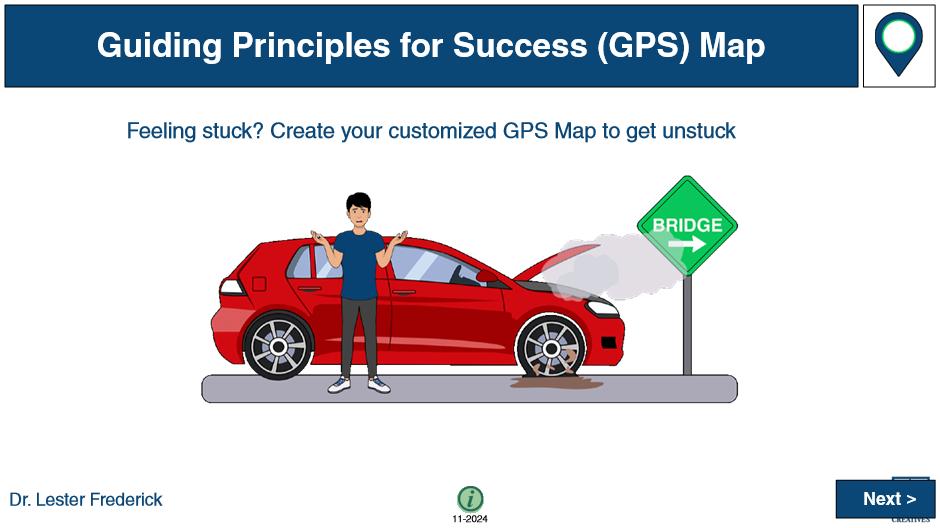 Guiding Principles for Success (GPS) Map
Feeling stuck? Create your customized GPS Map to get unstuck
BRIDGE
Dr. Lester Frederick
i
11-2024
Next >
CREATIVES